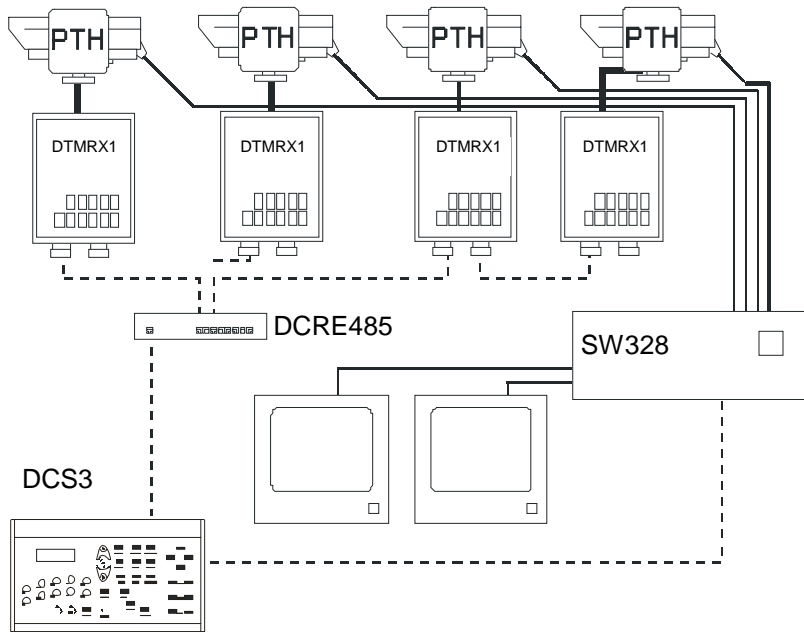 PTH
PTH
PTH
PTH
DTMRX1
DTMRX1
DTMRX1
DTMRX1
DCRE485
SW328
DCS3